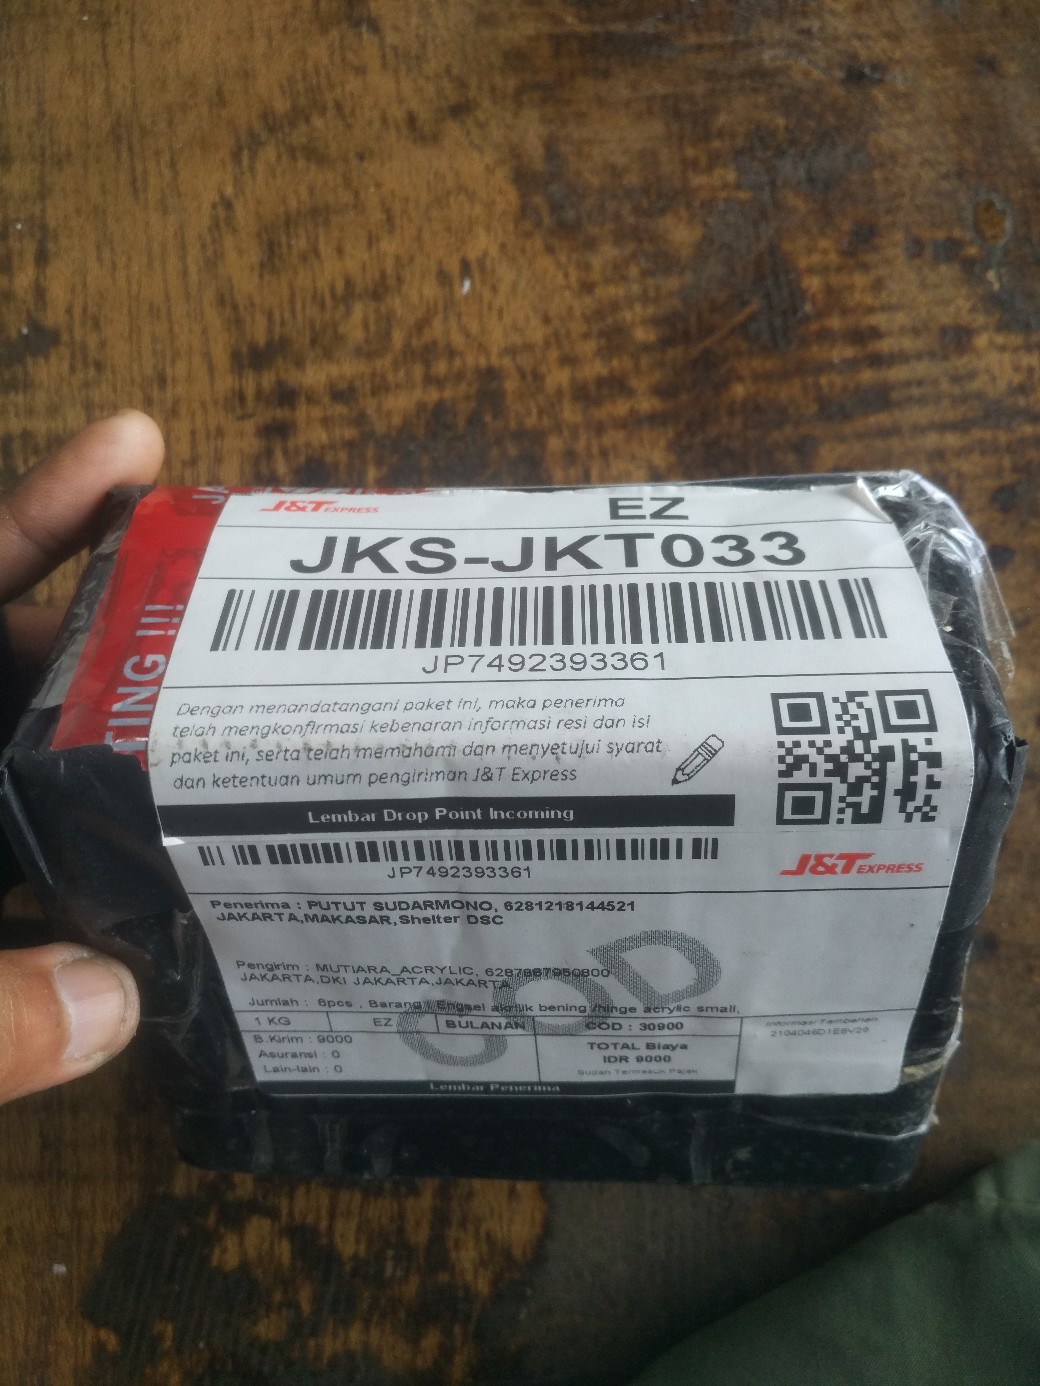 J&T EXPRESS
EZ
JKS-JKT033
JP7492393361
TING !!!
Dengan menandatangani paket ini, maka penerima
telah mengkonfirmasi kebenaran informasi resi dan isi
paket ini, serta telah memahami dan menyetujui syarat
dan ketentuan umum pengiriman J&T Express
Lembar Drop Point Incoming
JP7492393361
J&T EXPRESS
Penerima : PUTUT SUDARMONO, 6281218144521
JAKARTA,MAKASAR,Shelter DSC
Pengirim : MUTIARA_ACRYLIC, 6287867950800
JAKARTA,DKI JAKARTA,JAKARTA
COD
Jumlah : 6pcs , Barang : Engsel akrilik bening /hinge acrylic small,
1 KG EZ BULANAN COD : 30900
B.Kirim : 9000
Asuransi : 0
Lain-lain : 0
TOTAL Biaya
IDR 9000
Sudah Termasuk Pajak
Informasi Tambahan
Lembar Penerima